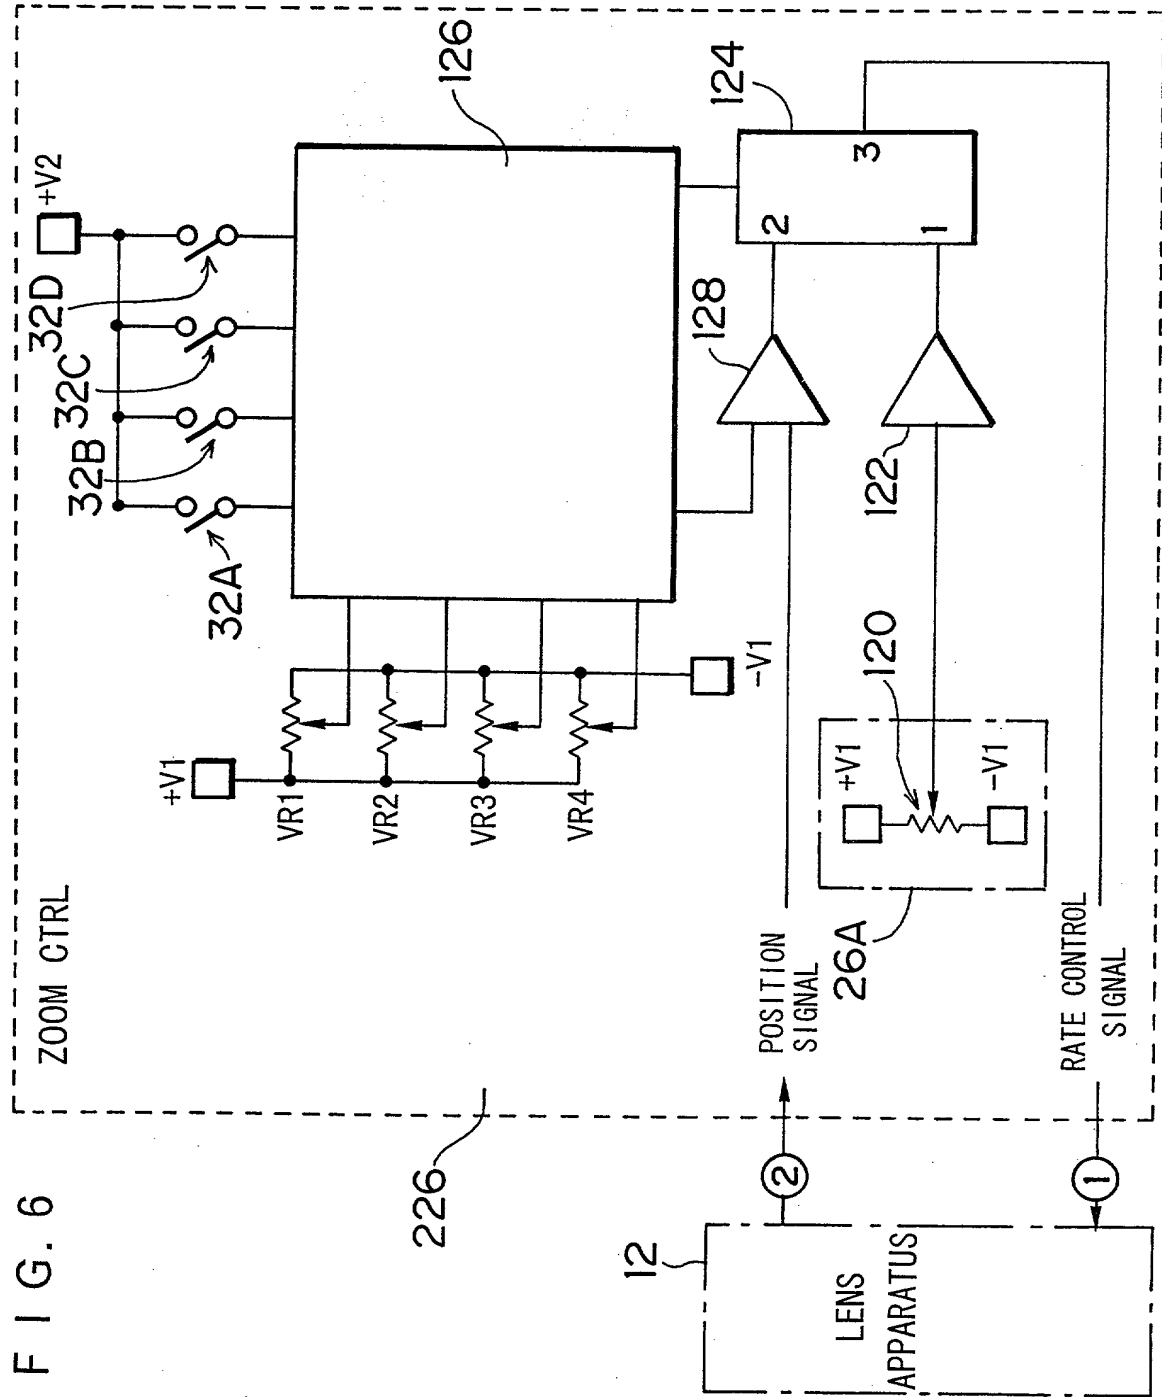 FIG. 6
ZOOM CTRL
226
+V1
VR1
VR2
VR3
VR4
-V1
+V2
32A
32B
32C
32D
126
124
2
1
3
128
122
120
+V1
-V1
26A
POSITION
SIGNAL
RATE CONTROL
SIGNAL
2
1
12
LENS
APPARATUS